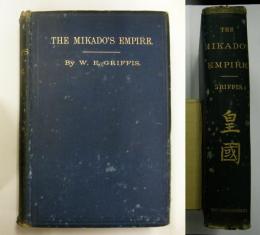 THE MIKADO'S EMPIRE.
By W. E. GRIFFIS.
THE
MIKADO'S
EMPIRE
GRIFFIS.
皇
國